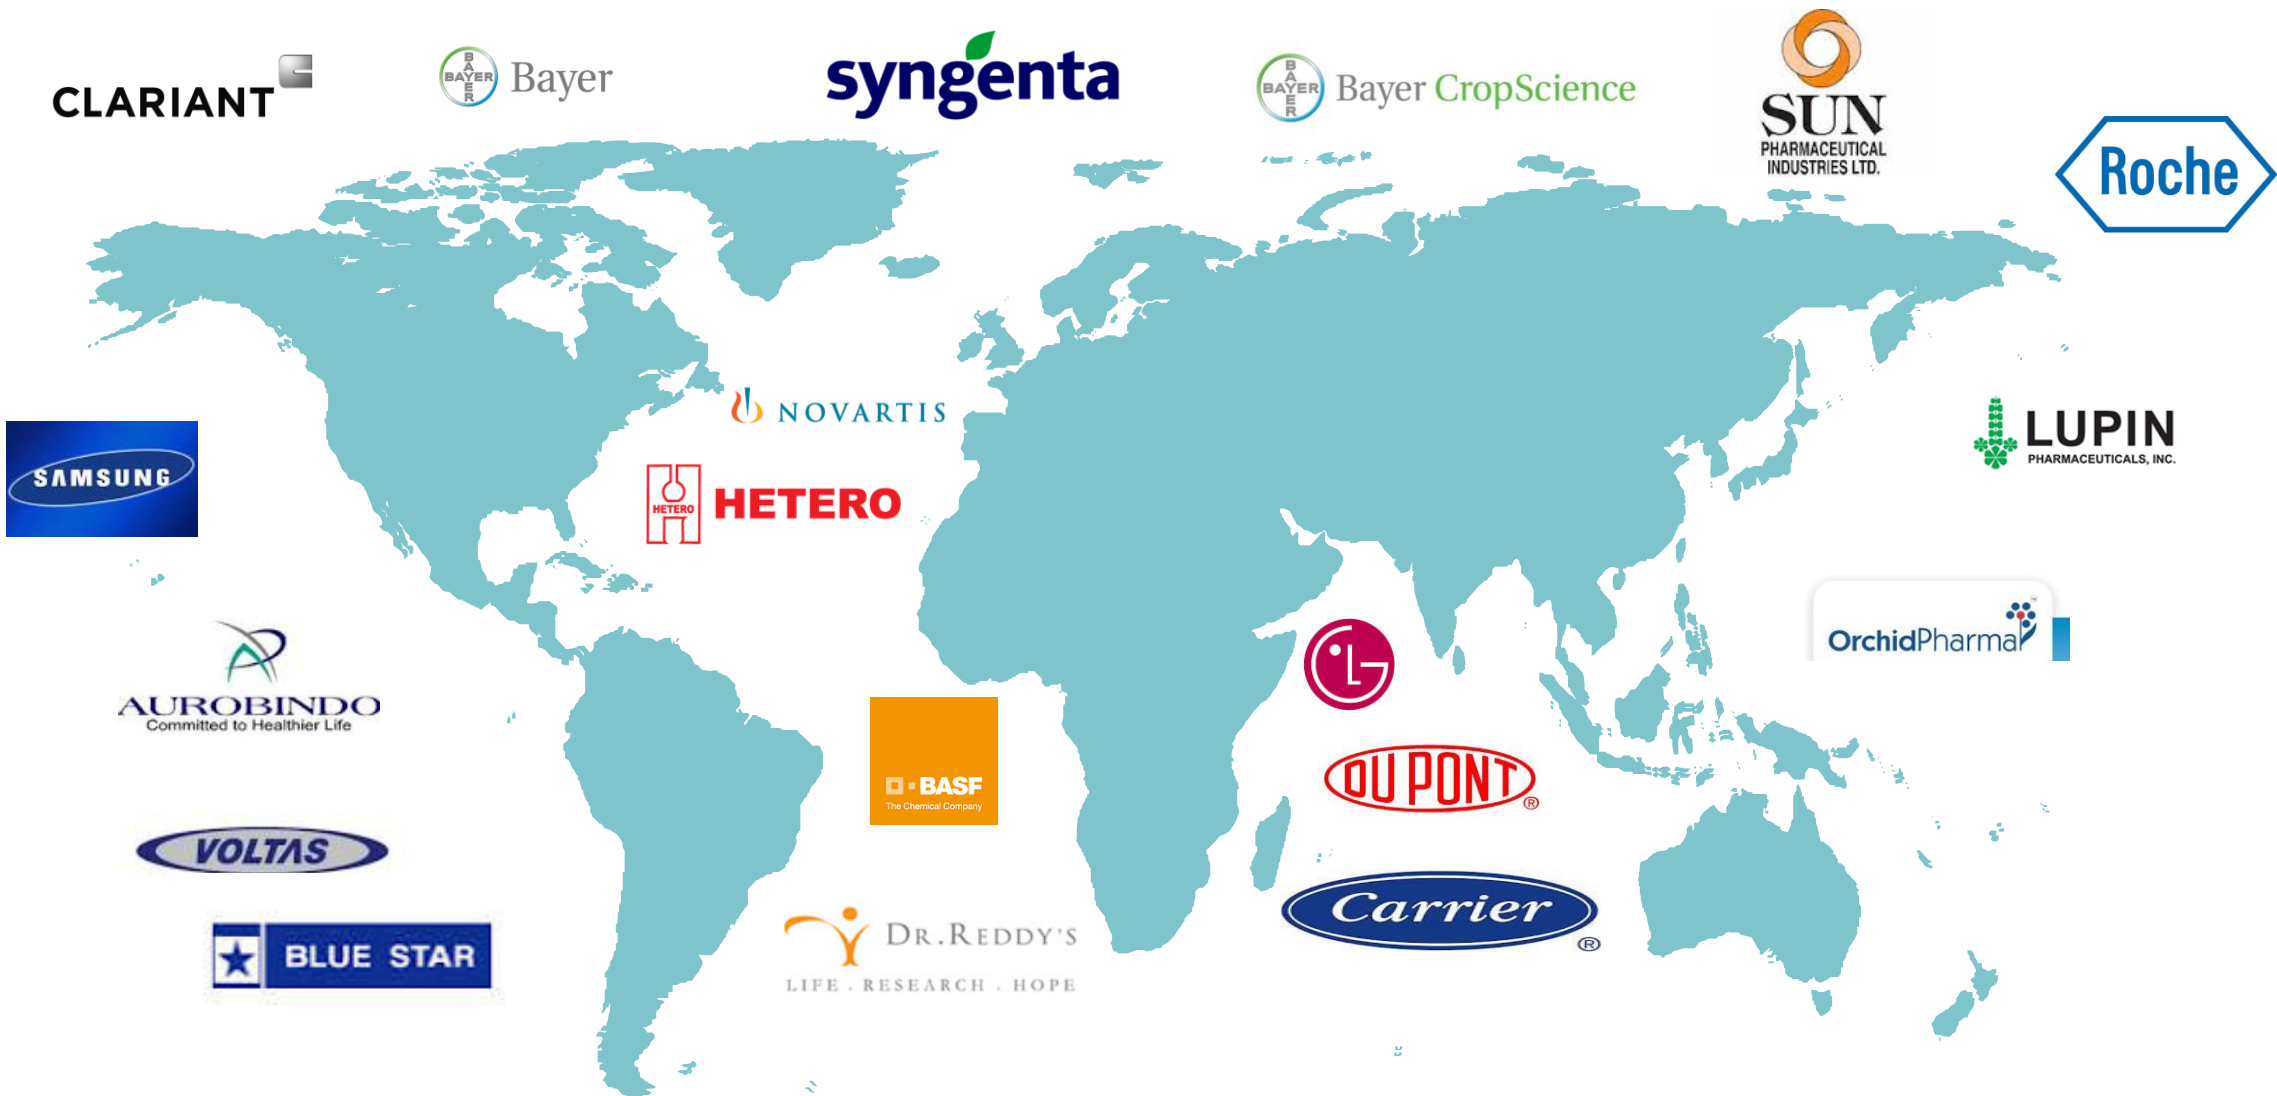 CLARIANT
BAYER
BAYER
Bayer
syngenta
BAYER
BAYER
Bayer CropScience
SUN
PHARMACEUTICAL
INDUSTRIES LTD.
Roche
NOVARTIS
SAMSUNG
HETERO
HETERO
LUPIN
PHARMACEUTICALS, INC.
OrchidPharma
AUROBINDO
Committed to Healthier Life
LG
BASF
The Chemical Company
DU PONT ®
VOLTAS
Carrier ®
BLUE STAR
DR.REDDY'S
LIFE . RESEARCH . HOPE